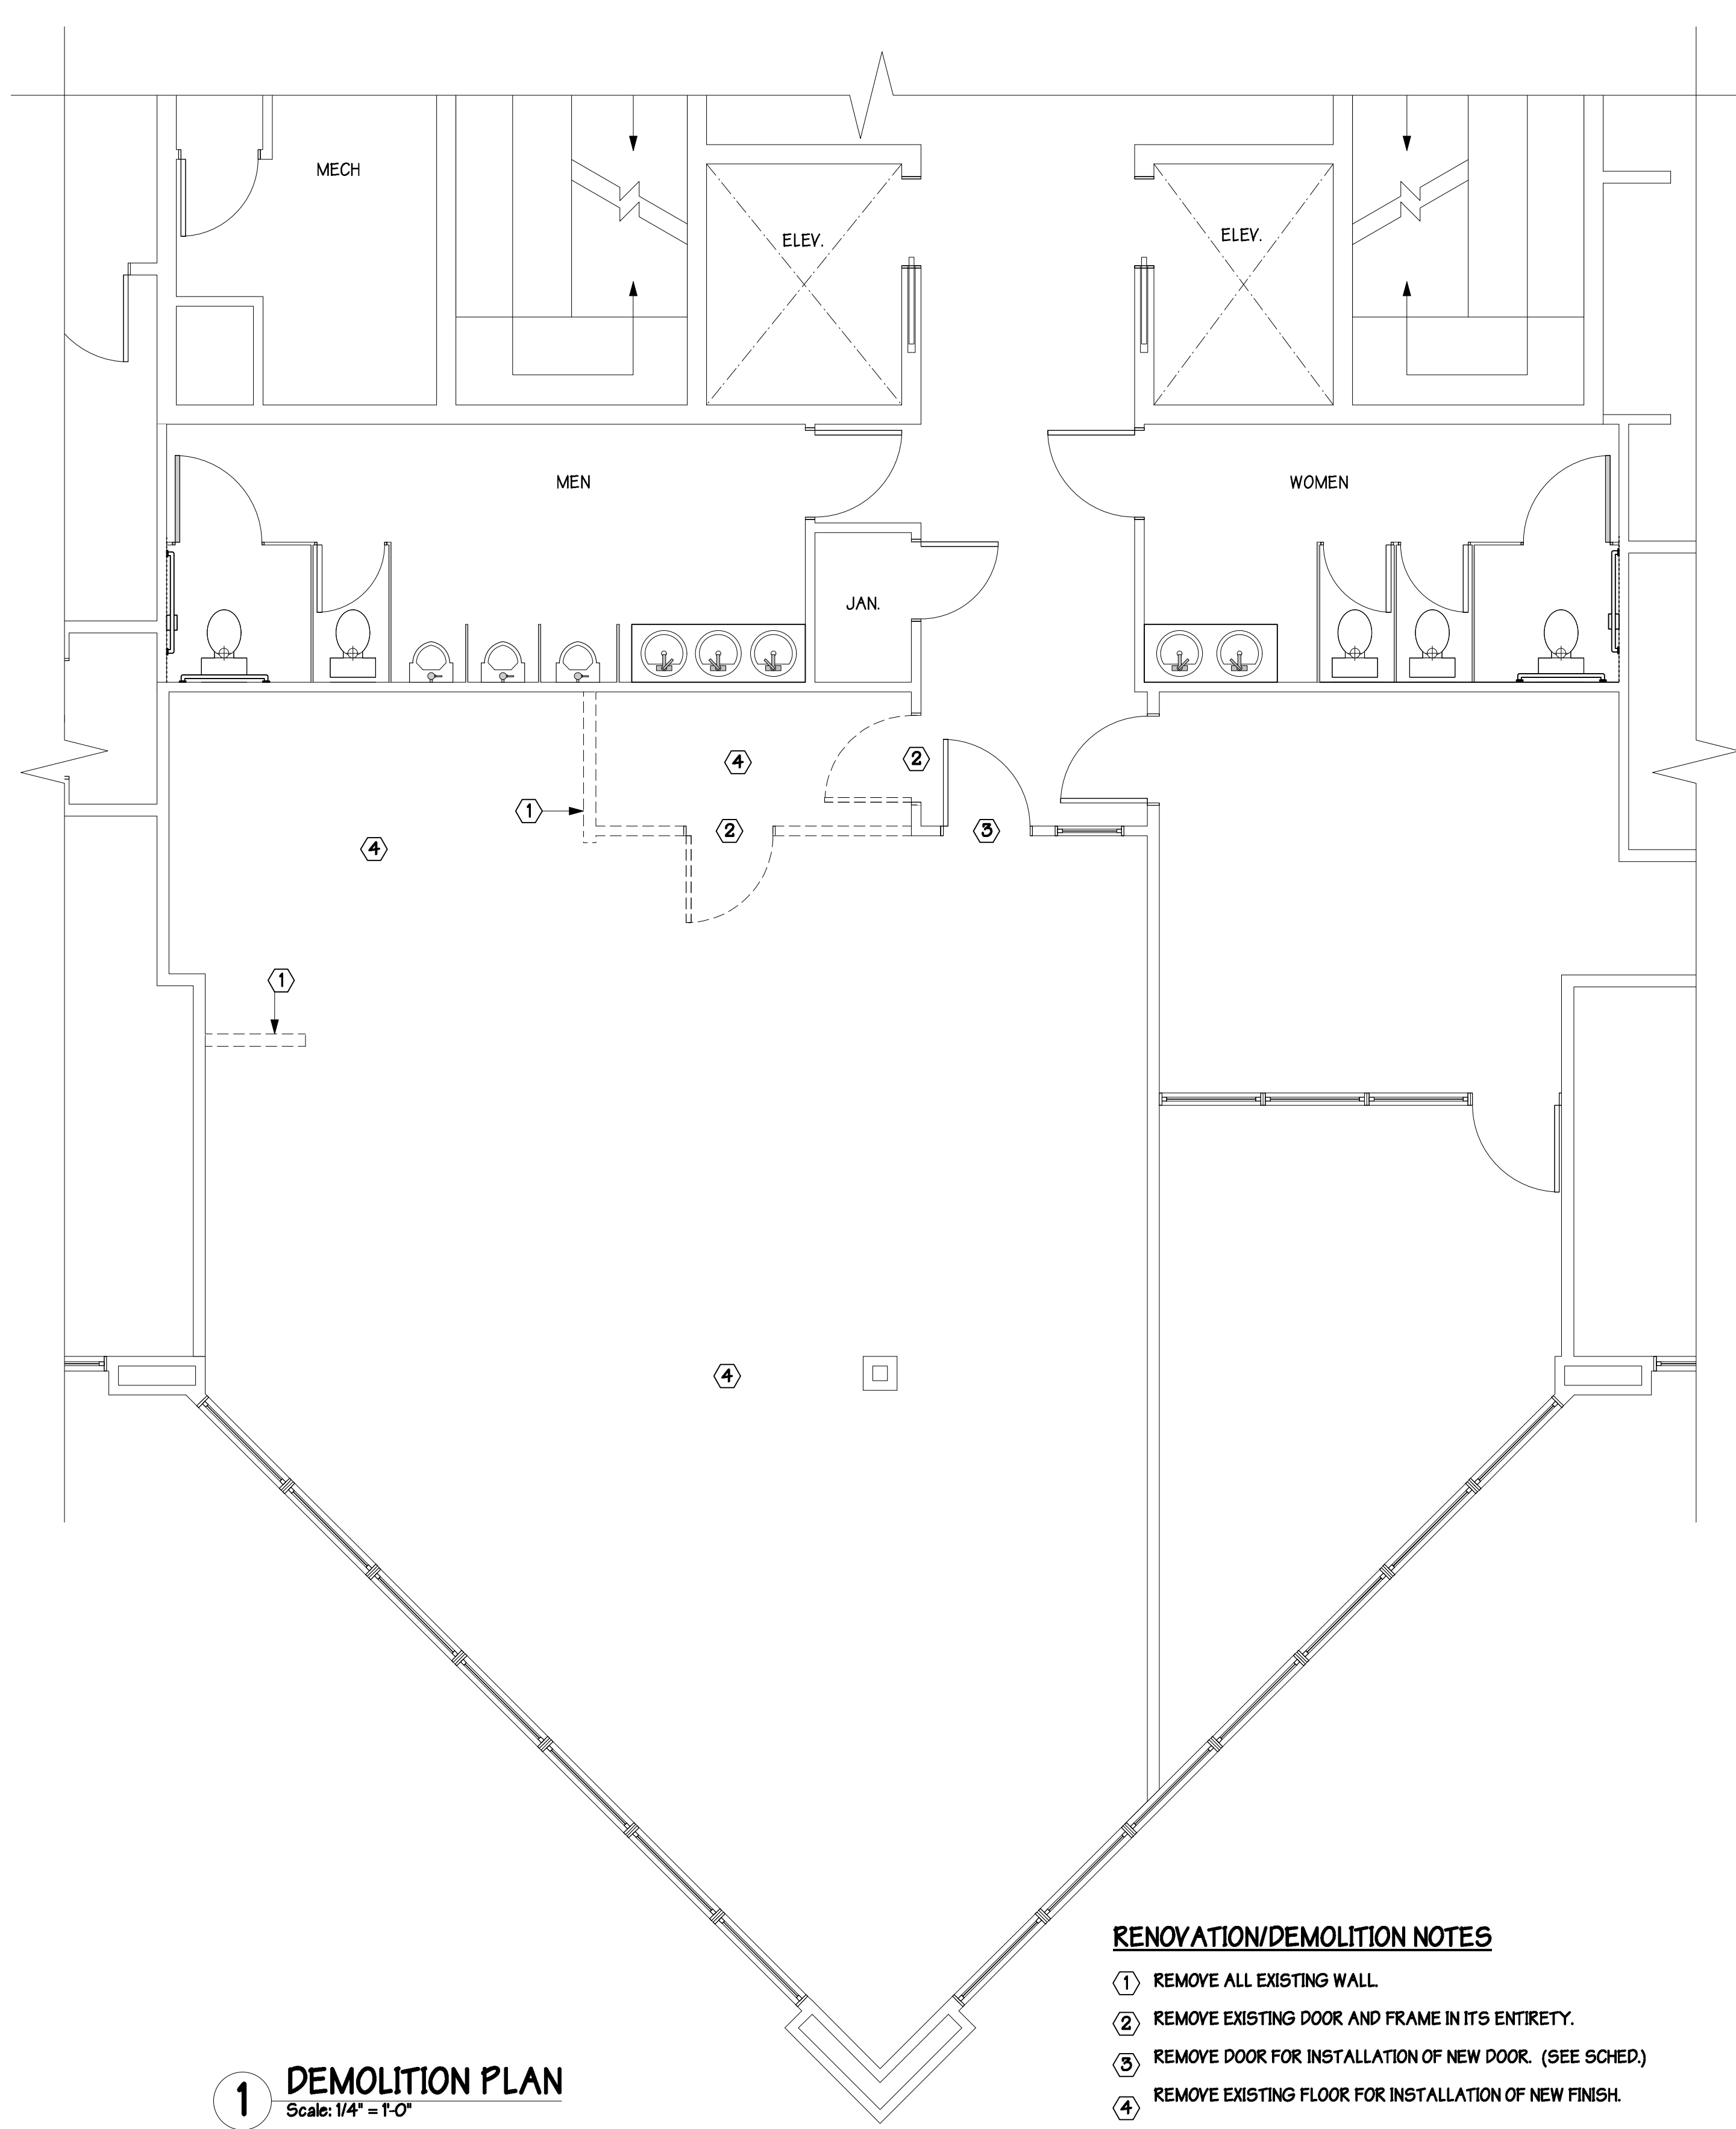 MECH
ELEV.
ELEV.
MEN
WOMEN
JAN.
4
2
1
2
3
4
1
4
RENOVATION/DEMOLITION NOTES
1 REMOVE ALL EXISTING WALL.
2 REMOVE EXISTING DOOR AND FRAME IN ITS ENTIRETY.
3 REMOVE DOOR FOR INSTALLATION OF NEW DOOR. (SEE SCHED.)
4 REMOVE EXISTING FLOOR FOR INSTALLATION OF NEW FINISH.
1 DEMOLITION PLAN
Scale: 1/4" = 1'-0"